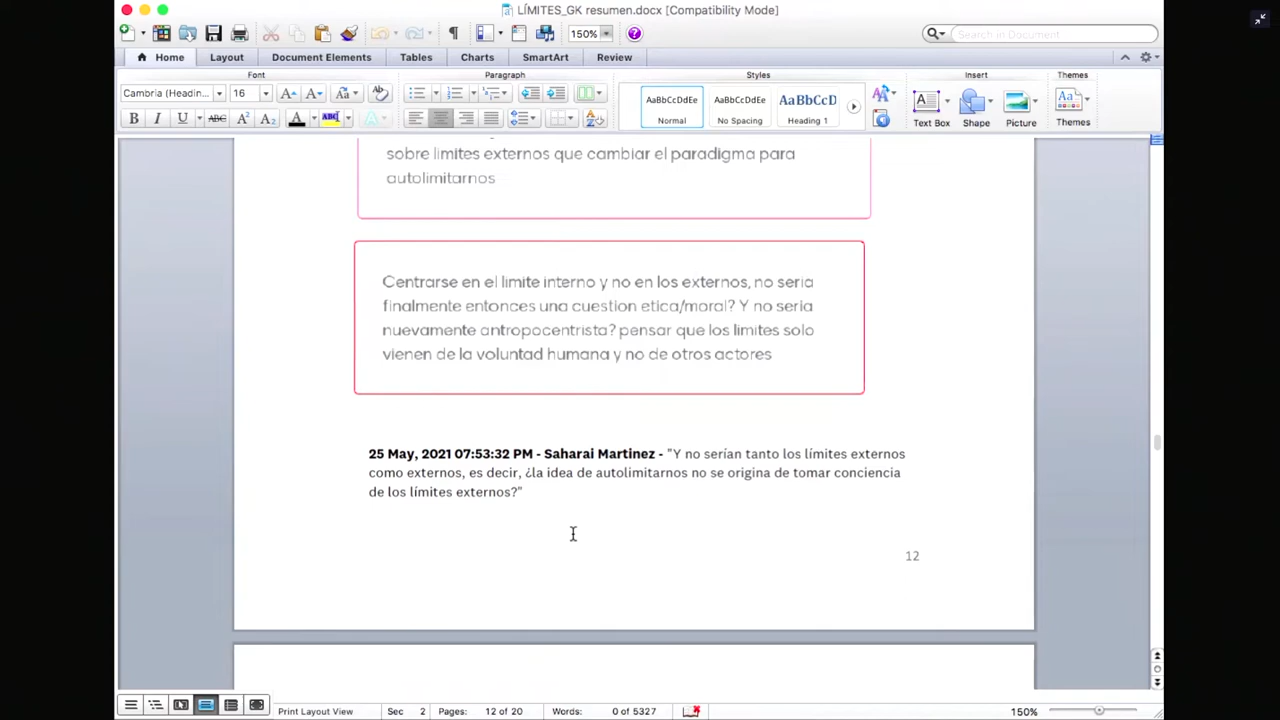 LÍMITES_GK resumen.docx [Compatibility Mode]
150%
Search in Document
Home Layout Document Elements Tables Charts SmartArt Review
Font Paragraph Styles Insert Themes
Cambria (Headin... 16 AaBbCcDdEe AaBbCcDdEe AaBbCcD
Normal No Spacing Heading 1 Text Box Shape Picture Themes
sobre limites externos que cambiar el paradigma para
autolimitarnos
Centrarse en el limite interno y no en los externos, no seria
finalmente entonces una cuestion etica/moral? Y no seria
nuevamente antropocentrista? pensar que los limites solo
vienen de la voluntad humana y no de otros actores
25 May, 2021 07:53:32 PM - Saharai Martinez - "Y no serían tanto los límites externos
como externos, es decir, ¿la idea de autolimitarnos no se origina de tomar conciencia
de los límites externos?"
12
Print Layout View Sec 2 Pages: 12 of 20 Words: 0 of 5327 150%